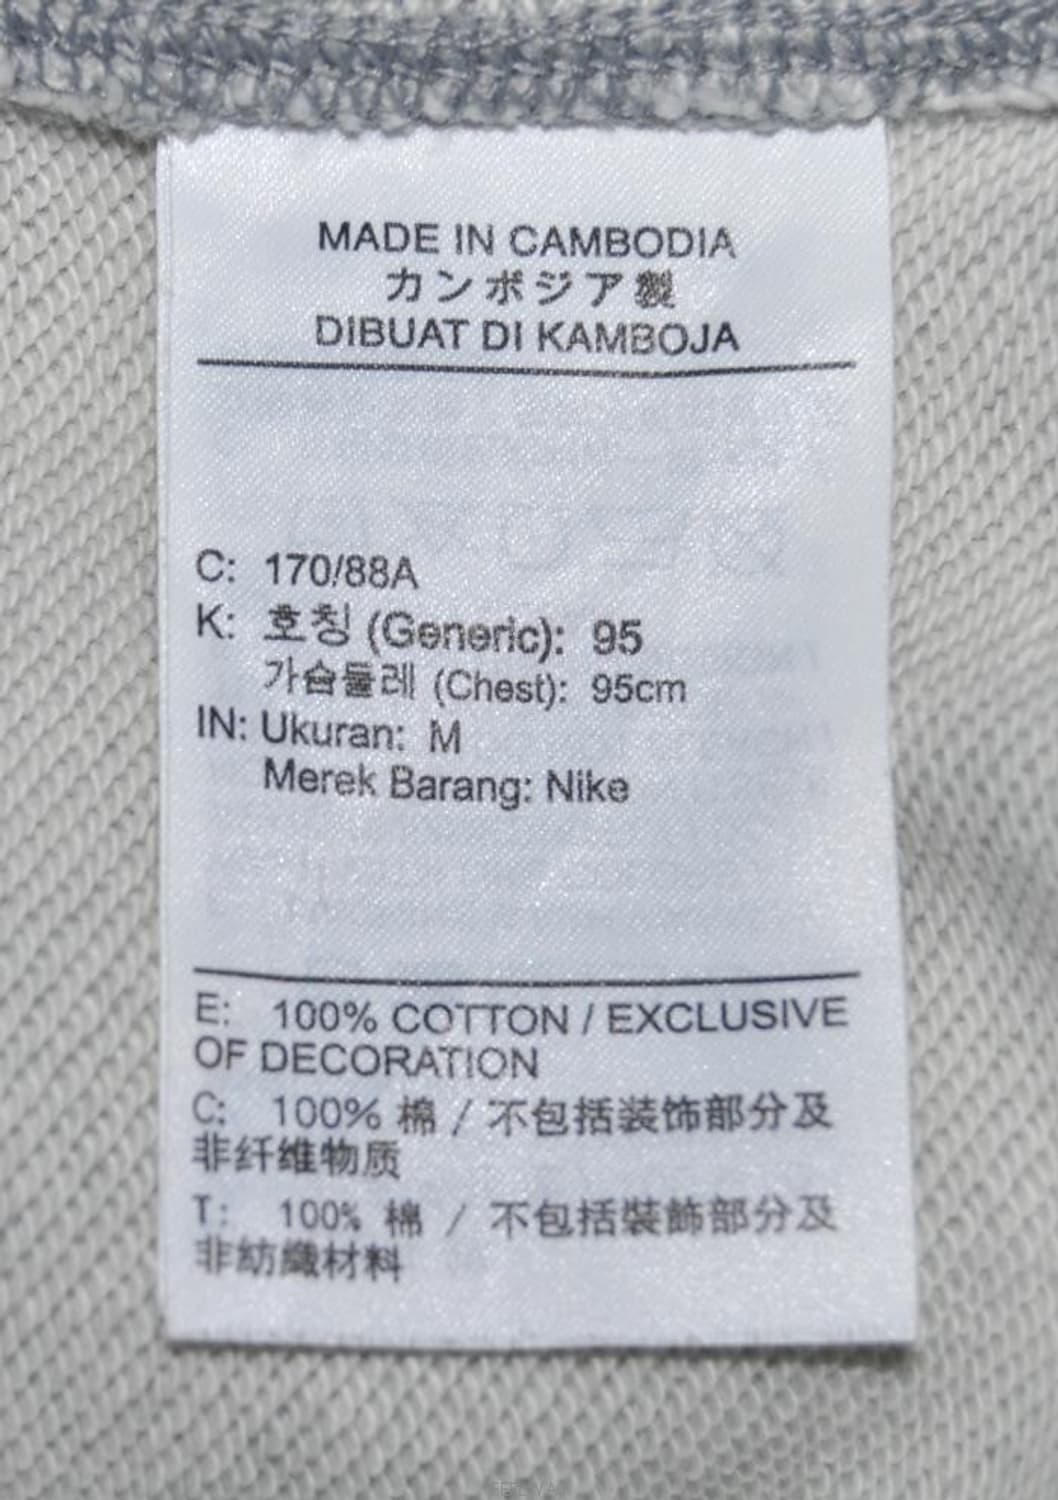 MADE IN CAMBODIA
カンボジア製
DIBUAT DI KAMBOJA
C: 170/88A
K: 호칭 (Generic): 95
가슴둘레 (Chest): 95cm
IN: Ukuran: M
Merek Barang: Nike
E: 100% COTTON / EXCLUSIVE
OF DECORATION
C: 100% 棉 / 不包括装饰部分及
非纤维物质
T: 100% 棉 / 不包括裝飾部分及
非紡織材料